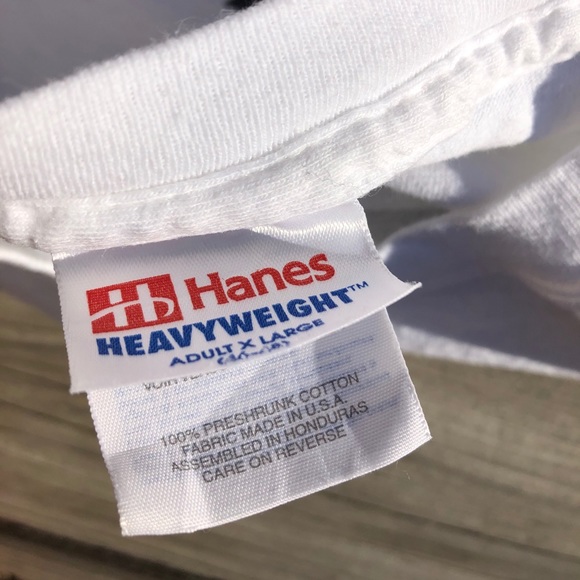 Hanes
HEAVYWEIGHT™
ADULT X LARGE
100% PRESHRUNK COTTON
FABRIC MADE IN U.S.A.
ASSEMBLED IN HONDURAS
CARE ON REVERSE